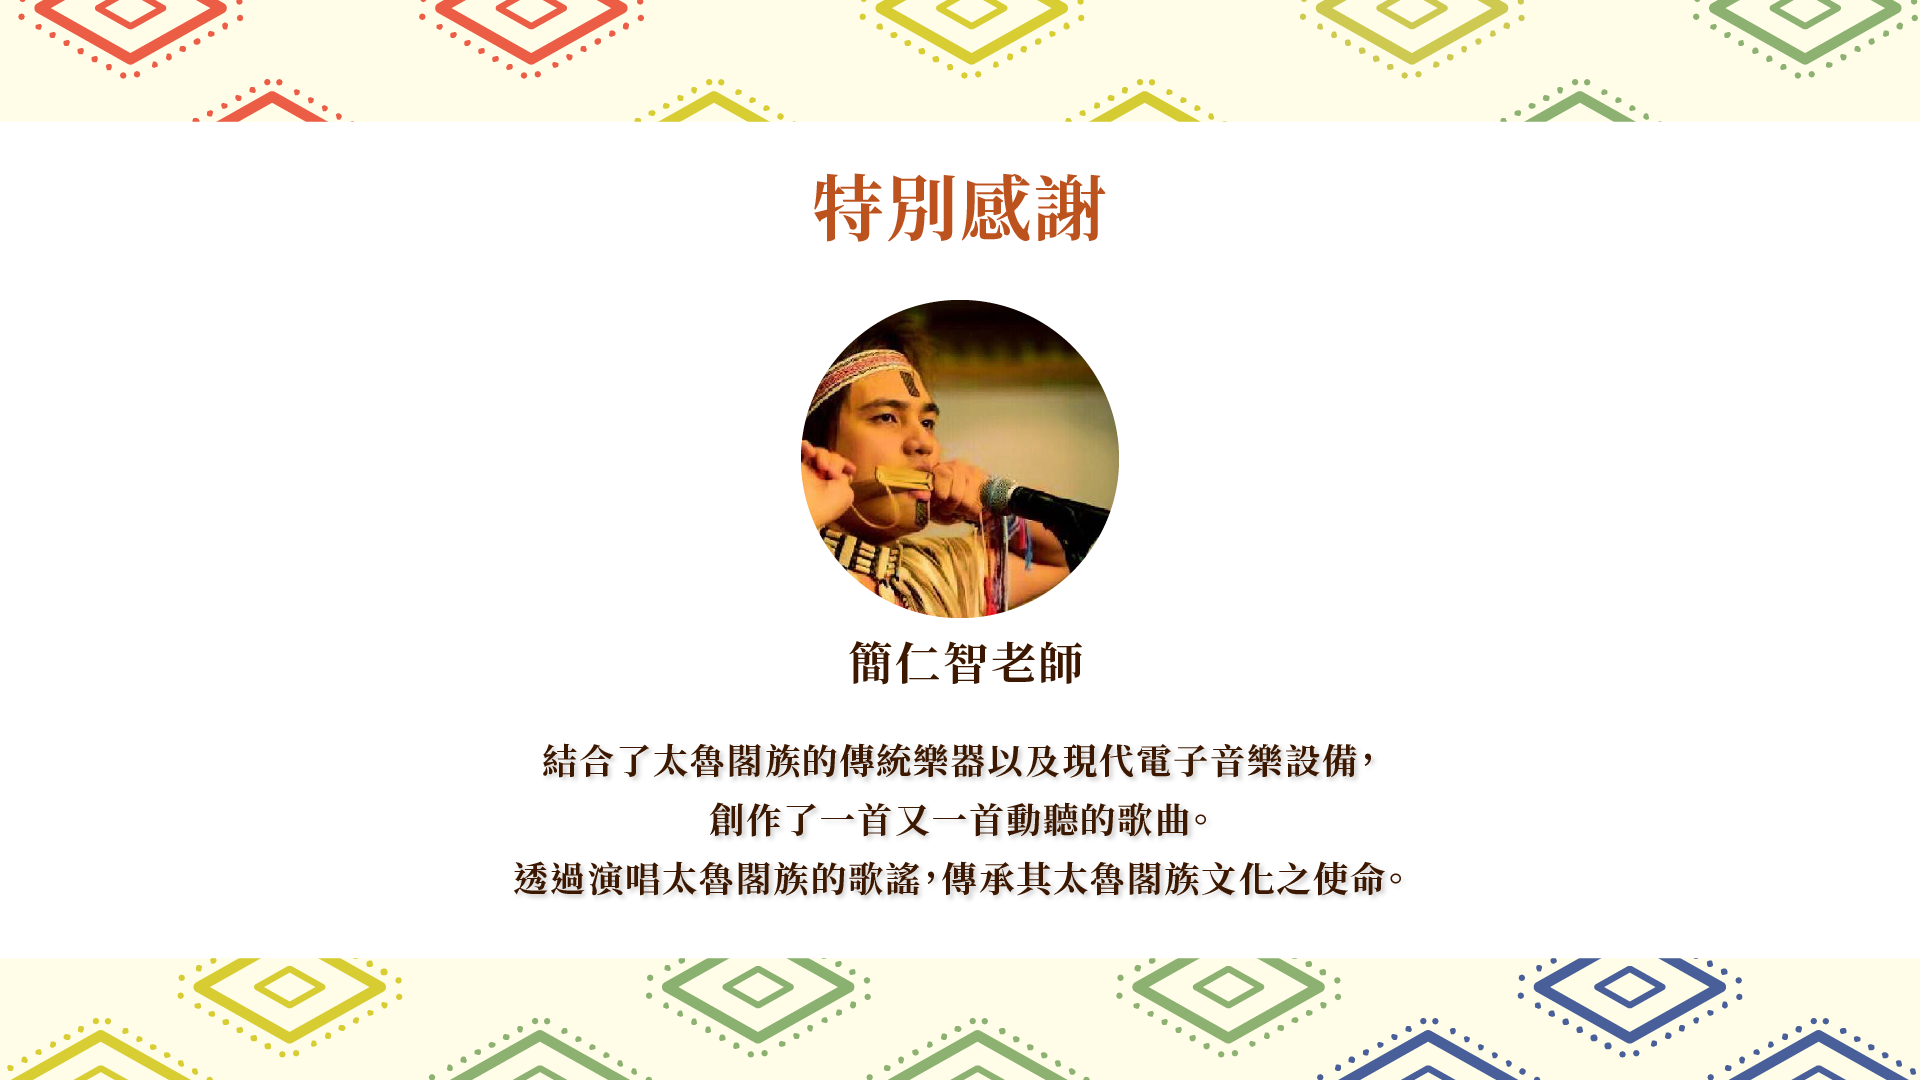 特別感謝
簡仁智老師
結合了太魯閣族的傳統樂器以及現代電子音樂設備，
創作了一首又一首動聽的歌曲。
透過演唱太魯閣族的歌謠，傳承其太魯閣族文化之使命。